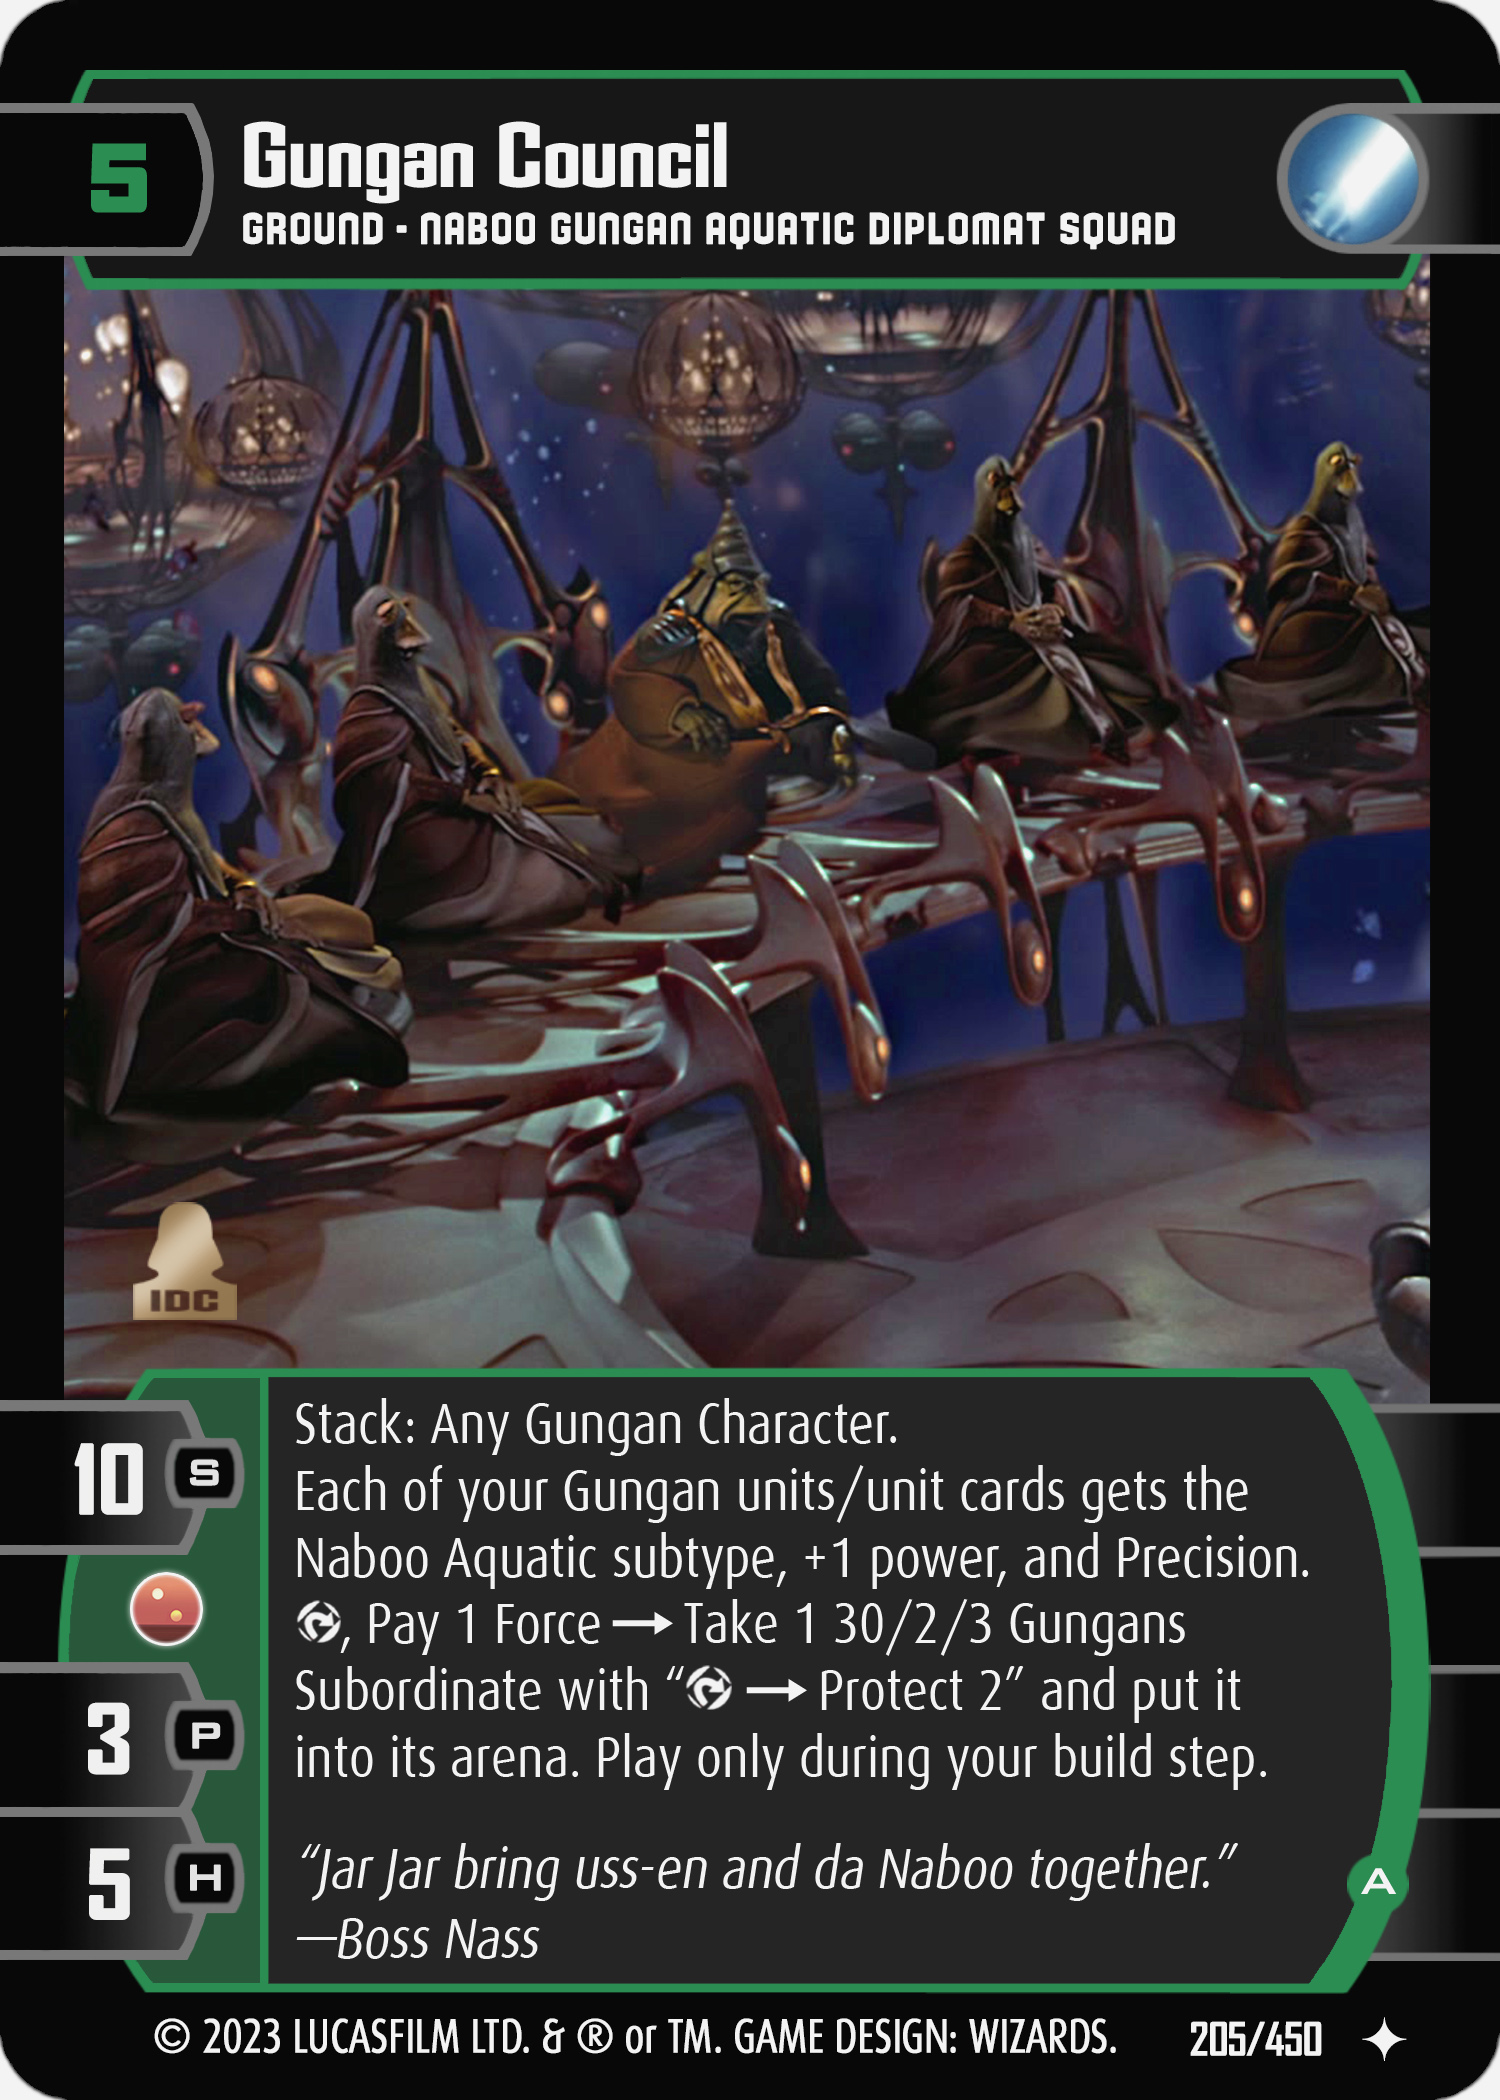 5
Gungan Council
GROUND - NABOO GUNGAN AQUATIC DIPLOMAT SQUAD
IDC
10 S
3 P
5 H
Stack: Any Gungan Character.
Each of your Gungan units/unit cards gets the
Naboo Aquatic subtype, +1 power, and Precision.
, Pay 1 Force → Take 1 30/2/3 Gungans
Subordinate with “ → Protect 2” and put it
into its arena. Play only during your build step.
“Jar Jar bring uss-en and da Naboo together.”
—Boss Nass
A
© 2023 LUCASFILM LTD. & ® or TM. GAME DESIGN: WIZARDS.
205/450